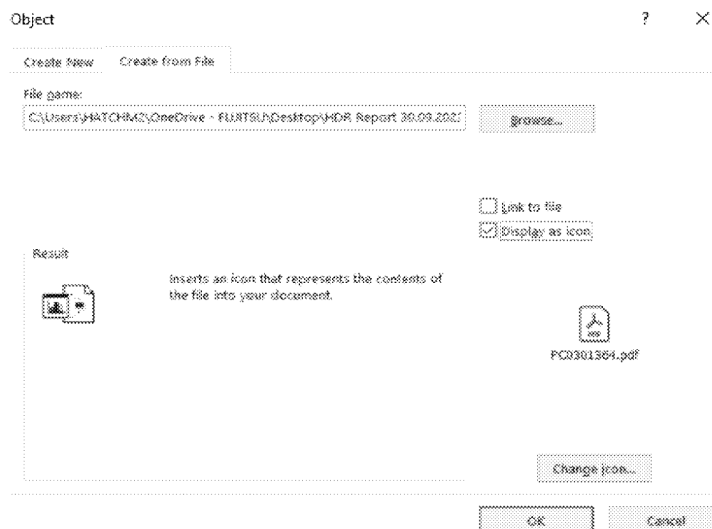 Object ?
Create New Create from File
File name:
C:\Users\HATCHM2\OneDrive - FUJITSU\Desktop\HDR Report 30.09.202
Browse...
Link to file
Display as icon
Result
Inserts an icon that represents the contents of
the file into your document.
PC0301364.pdf
Change Icon...
OK Cancel